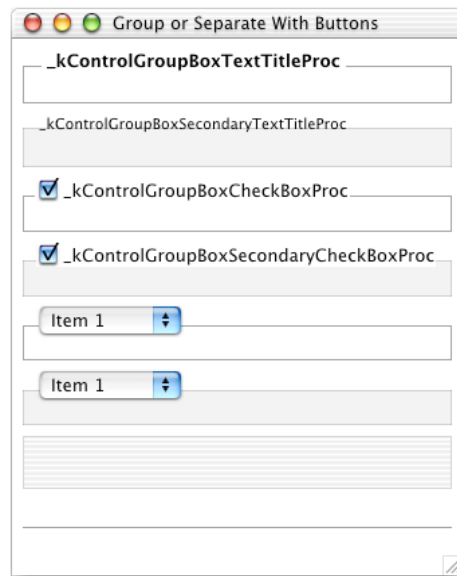 Group or Separate With Buttons
_kControlGroupBoxTextTitleProc
_kControlGroupBoxSecondaryTextTitleProc
_kControlGroupBoxCheckBoxProc
_kControlGroupBoxSecondaryCheckBoxProc
Item 1
Item 1